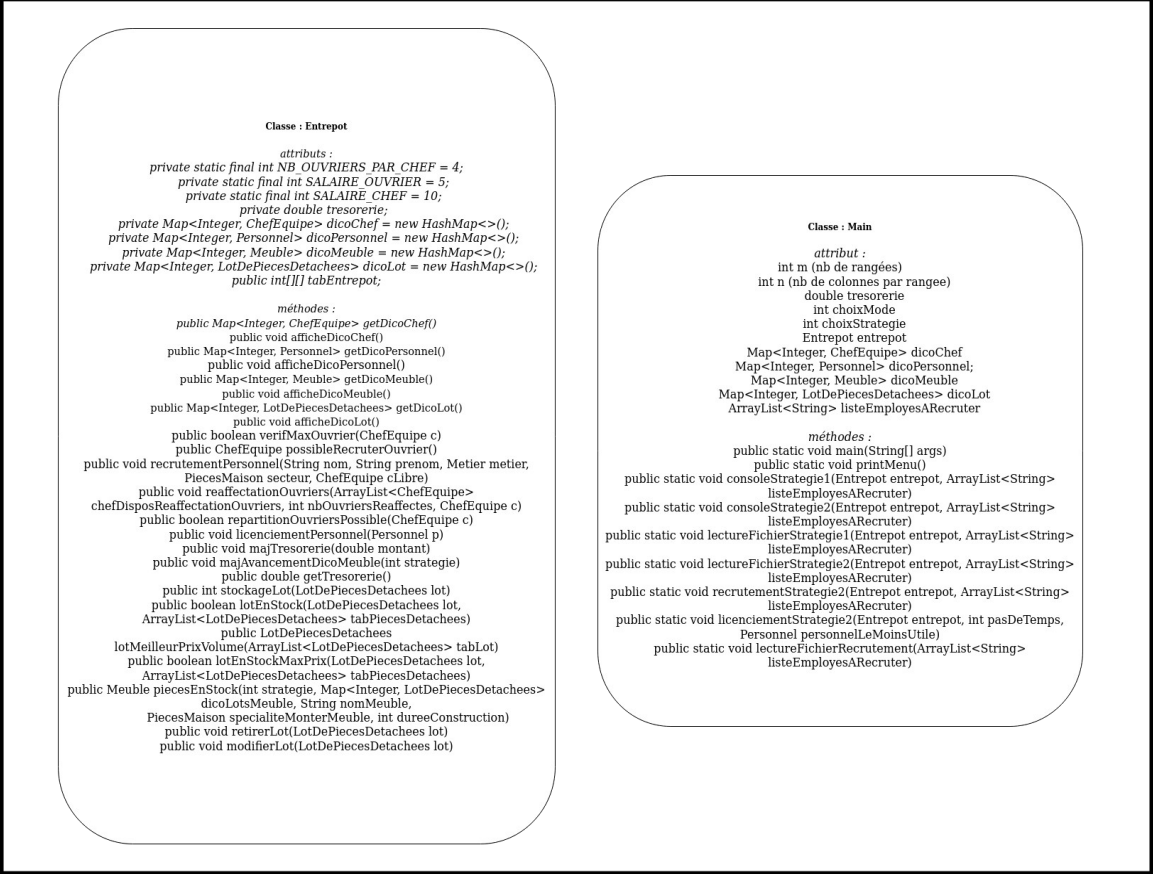 Classe : Entrepot
attributs :
private static final int NB_OUVRIERS_PAR_CHEF = 4;
private static final int SALAIRE_OUVRIER = 5;
private static final int SALAIRE_CHEF = 10;
private double tresorerie;
private Map<Integer, ChefEquipe> dicoChef = new HashMap<>();
private Map<Integer, Personnel> dicoPersonnel = new HashMap<>();
private Map<Integer, Meuble> dicoMeuble = new HashMap<>();
private Map<Integer, LotDePiecesDetachees> dicoLot = new HashMap<>();
public int[][] tabEntrepot;
méthodes :
public Map<Integer, ChefEquipe> getDicoChef()
public void afficheDicoChef()
public Map<Integer, Personnel> getDicoPersonnel()
public void afficheDicoPersonnel()
public Map<Integer, Meuble> getDicoMeuble()
public void afficheDicoMeuble()
public Map<Integer, LotDePiecesDetachees> getDicoLot()
public void afficheDicoLot()
public boolean verifMaxOuvrier(ChefEquipe c)
public ChefEquipe possibleRecruterOuvrier()
public void recrutementPersonnel(String nom, String prenom, Metier metier,
PiecesMaison secteur, ChefEquipe cLibre)
public void reaffectationOuvriers(ArrayList<ChefEquipe>
chefDisposReaffectationOuvriers, int nbOuvriersReaffectes, ChefEquipe c)
public boolean repartitionOuvriersPossible(ChefEquipe c)
public void licenciementPersonnel(Personnel p)
public void majTresorerie(double montant)
public void majAvancementDicoMeuble(int strategie)
public double getTresorerie()
public int stockageLot(LotDePiecesDetachees lot)
public boolean lotEnStock(LotDePiecesDetachees lot,
ArrayList<LotDePiecesDetachees> tabPiecesDetachees)
public LotDePiecesDetachees
lotMeilleurPrixVolume(ArrayList<LotDePiecesDetachees> tabLot)
public boolean lotEnStockMaxPrix(LotDePiecesDetachees lot,
ArrayList<LotDePiecesDetachees> tabPiecesDetachees)
public Meuble piecesEnStock(int strategie, Map<Integer, LotDePiecesDetachees>
dicoLotsMeuble, String nomMeuble,
PiecesMaison specialiteMonterMeuble, int dureeConstruction)
public void retirerLot(LotDePiecesDetachees lot)
public void modifierLot(LotDePiecesDetachees lot)
Classe : Main
attribut :
int m (nb de rangées)
int n (nb de colonnes par rangee)
double tresorerie
int choixMode
int choixStrategie
Entrepot entrepot
Map<Integer, ChefEquipe> dicoChef
Map<Integer, Personnel> dicoPersonnel;
Map<Integer, Meuble> dicoMeuble
Map<Integer, LotDePiecesDetachees> dicoLot
ArrayList<String> listeEmployesARecruter
méthodes :
public static void main(String[] args)
public static void printMenu()
public static void consoleStrategie1(Entrepot entrepot, ArrayList<String>
listeEmployesARecruter)
public static void consoleStrategie2(Entrepot entrepot, ArrayList<String>
listeEmployesARecruter)
public static void lectureFichierStrategie1(Entrepot entrepot, ArrayList<String>
listeEmployesARecruter)
public static void lectureFichierStrategie2(Entrepot entrepot, ArrayList<String>
listeEmployesARecruter)
public static void recrutementStrategie2(Entrepot entrepot, ArrayList<String>
listeEmployesARecruter)
public static void licenciementStrategie2(Entrepot entrepot, int pasDeTemps,
Personnel personnelLeMoinsUtile)
public static void lectureFichierRecrutement(ArrayList<String>
listeEmployesARecruter)